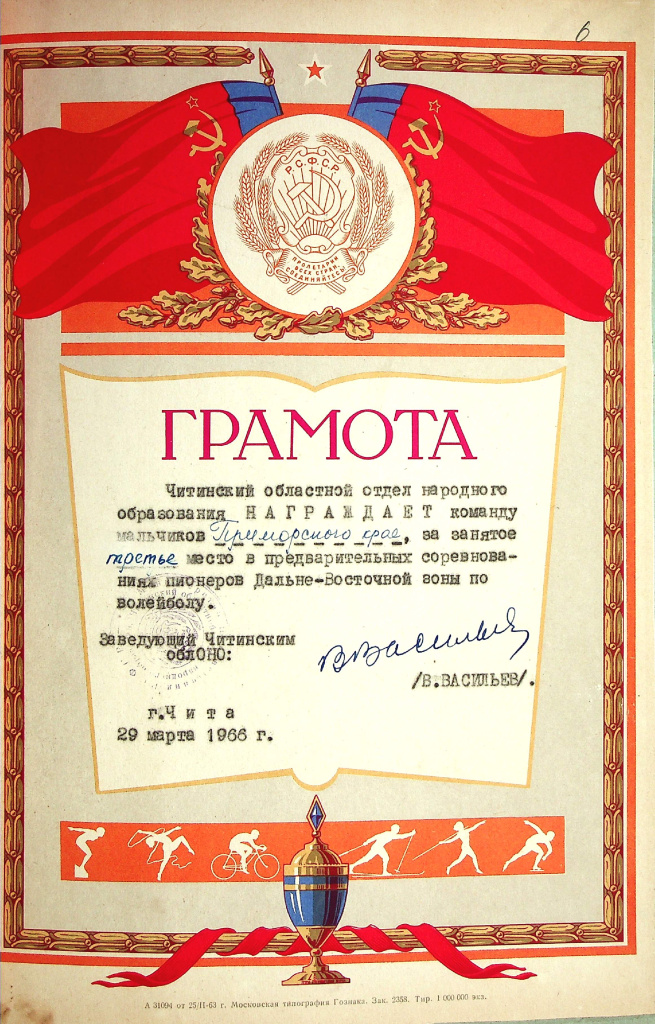 6
Р.С.Ф.С.Р.
ПРОЛЕТАРИИ
ВСЕХ СТРАН,
СОЕДИНЯЙТЕСЬ!
ГРАМОТА
Читинский областной отдел народного
образования НАГРАЖДАЕТ команду
мальчиков Приморского края, за занятое
третье место в предварительных соревнова-
ниях пионеров Дальне-Восточной зоны по
волейболу.
Заведующий Читинским
облОНО:
ВВасильев
/В.ВАСИЛЬЕВ/.
г.Чита
29 марта 1966 г.
А 31094 от 25/II-63 г. Московская типография Гознака. Зак. 2358. Тир. 1 000 000 экз.